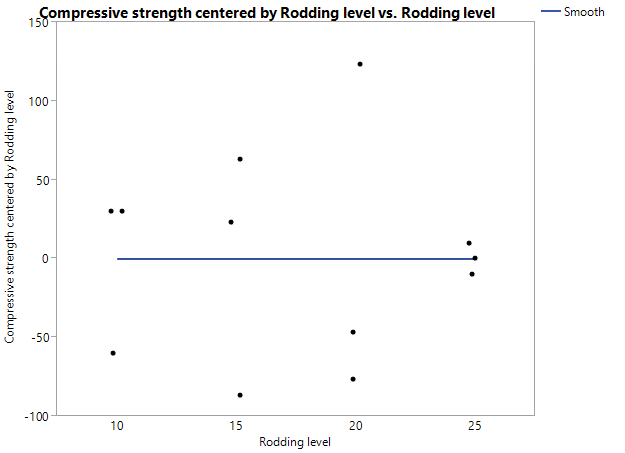 Compressive strength centered by Rodding level vs. Rodding level
Smooth
150
100
50
0
-50
-100
Compressive strength centered by Rodding level
10 15 20 25
Rodding level